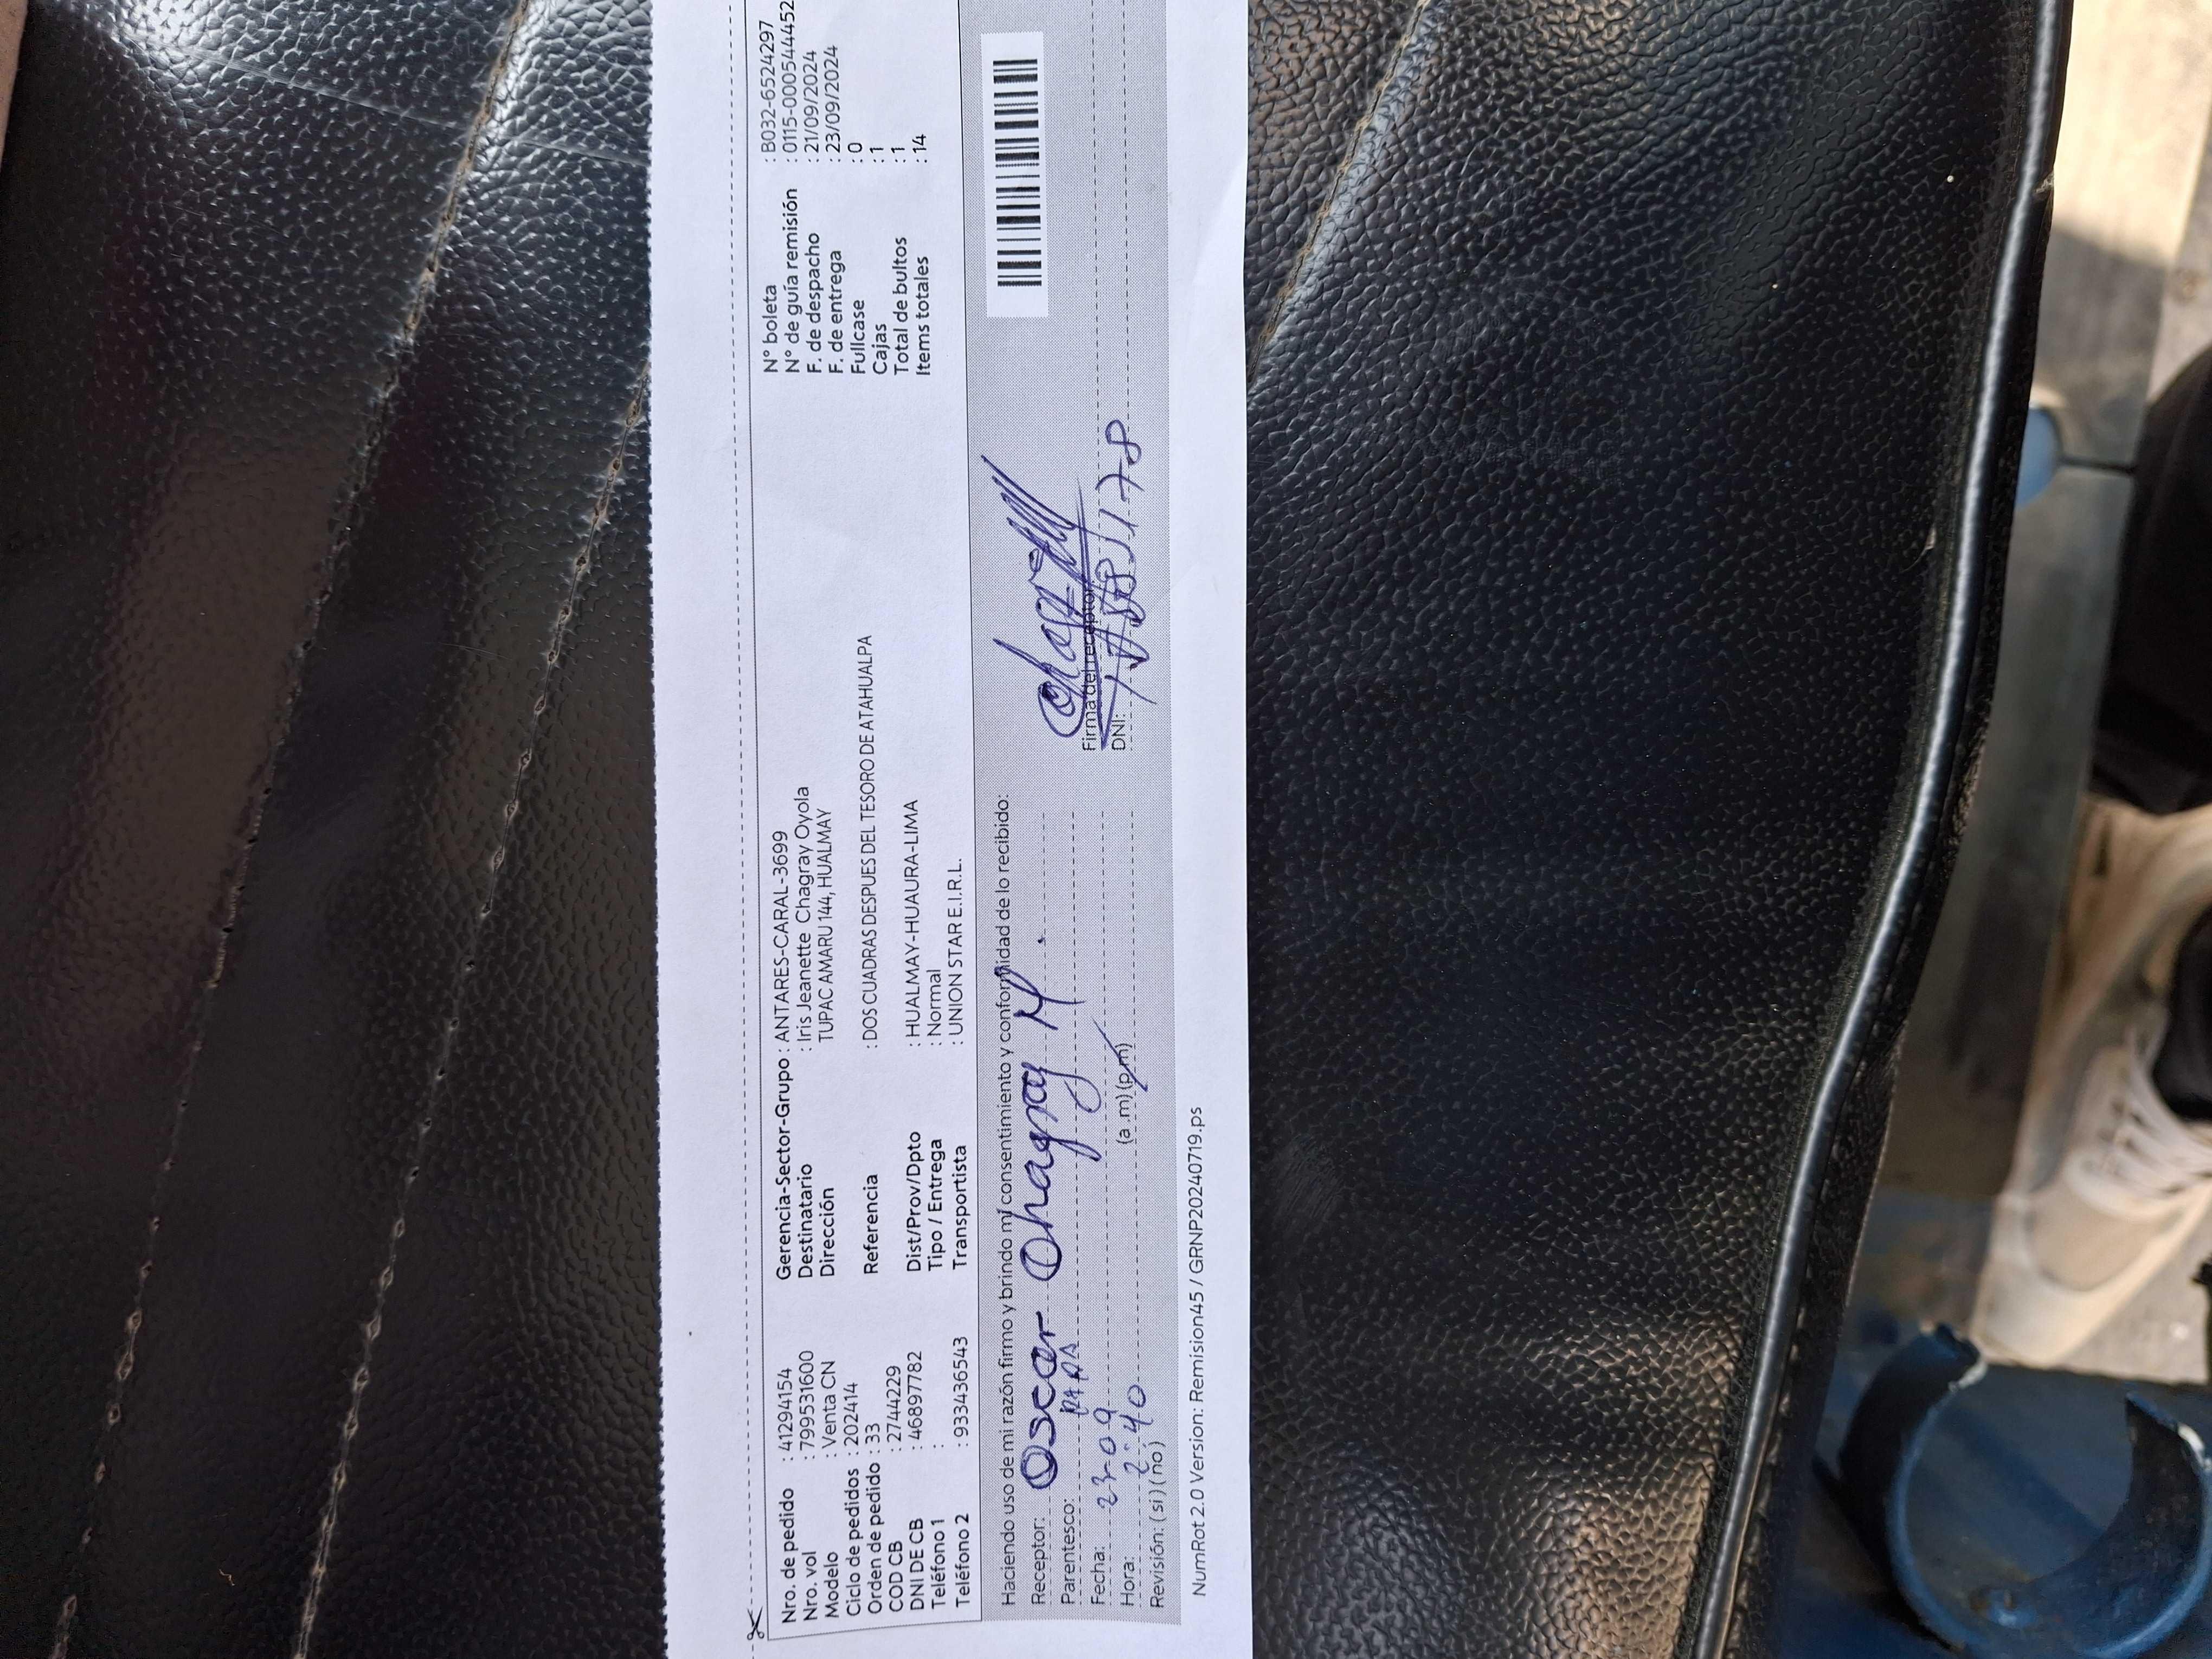 Nro. de pedido : 41294154
Nro. vol : 799531600
Modelo : Venta CN
Ciclo de pedidos : 202414
Orden de pedido : 33
COD CB : 2744229
DNI DE CB : 46897782
Teléfono 1 :
Teléfono 2 : 933436543
Gerencia-Sector-Grupo : ANTARES-CARAL-3699
Destinatario : Iris Jeanette Chagray Oyola
Dirección TUPAC AMARU 144, HUALMAY
Referencia : DOS CUADRAS DESPUES DEL TESORO DE ATAHUALPA
Dist/Prov/Dpto : HUALMAY-HUAURA-LIMA
Tipo / Entrega : Normal
Transportista : UNION STAR E.I.R.L.
N° boleta : B032-6524297
N° de guía remisión : 0115-0005444452
F. de despacho : 21/09/2024
F. de entrega : 23/09/2024
Fullcase : 0
Cajas : 1
Total de bultos : 1
Items totales : 14
Haciendo uso de mi razón firmo y brindo mi consentimiento y conformidad de lo recibido:
Receptor: Oscar Chagray M.
Parentesco: PAPA
Fecha: 23-09
Hora: 2:40 (a m) (p m)
Revisión: ( si ) ( no )
Firma del receptor
DNI:
NumRot 2.0 Version: Remision45 / GRNP20240719.ps